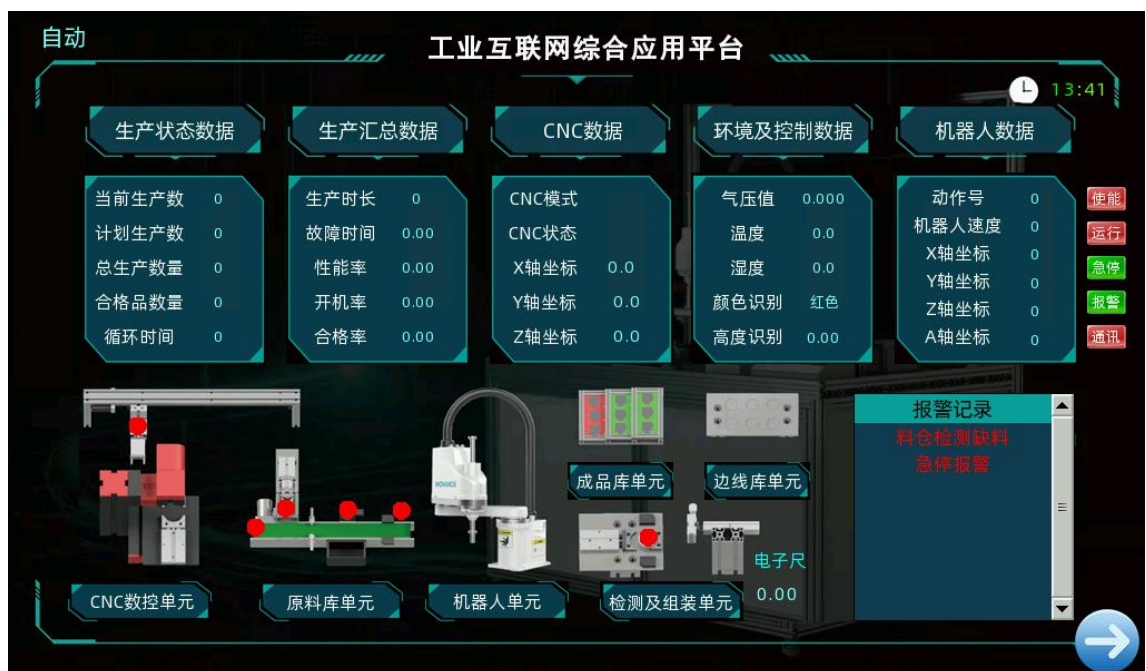 自动
工业互联网综合应用平台
13:41
生产状态数据
生产汇总数据
CNC数据
环境及控制数据
机器人数据
当前生产数 0
计划生产数 0
总生产数量 0
合格品数量 0
循环时间 0
生产时长 0
故障时间 0.00
性能率 0.00
开机率 0.00
合格率 0.00
CNC模式
CNC状态
X轴坐标 0.0
Y轴坐标 0.0
Z轴坐标 0.0
气压值 0.000
温度 0.0
湿度 0.0
颜色识别 红色
高度识别 0.00
动作号 0
机器人速度 0
X轴坐标 0
Y轴坐标 0
Z轴坐标 0
A轴坐标 0
使能
运行
急停
报警
通讯
报警记录
料仓检测缺料
急停报警
成品库单元
边线库单元
电子尺
0.00
CNC数控单元
原料库单元
机器人单元
检测及组装单元